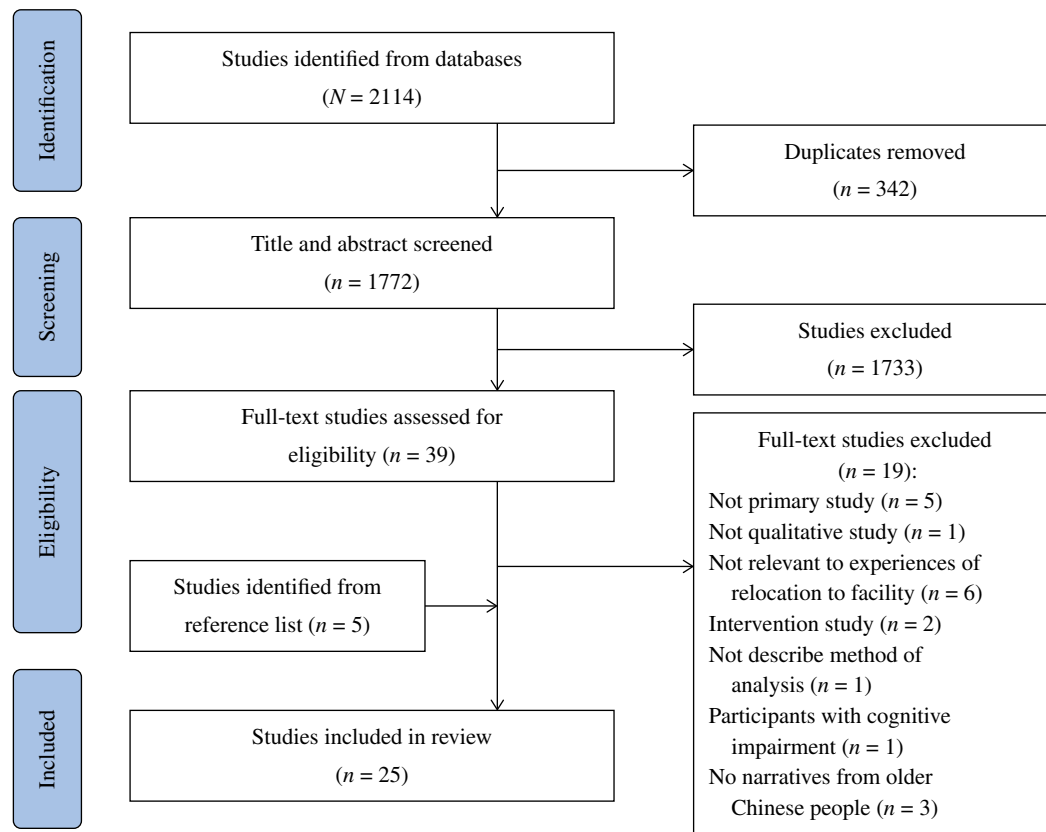 Identification
Studies identified from databases
(N = 2114)
Duplicates removed
(n = 342)
Screening
Title and abstract screened
(n = 1772)
Studies excluded
(n = 1733)
Eligibility
Full-text studies assessed for
eligibility (n = 39)
Full-text studies excluded
(n = 19):
Not primary study (n = 5)
Not qualitative study (n = 1)
Not relevant to experiences of
relocation to facility (n = 6)
Intervention study (n = 2)
Not describe method of
analysis (n = 1)
Participants with cognitive
impairment (n = 1)
No narratives from older
Chinese people (n = 3)
Studies identified from
reference list (n = 5)
Included
Studies included in review
(n = 25)